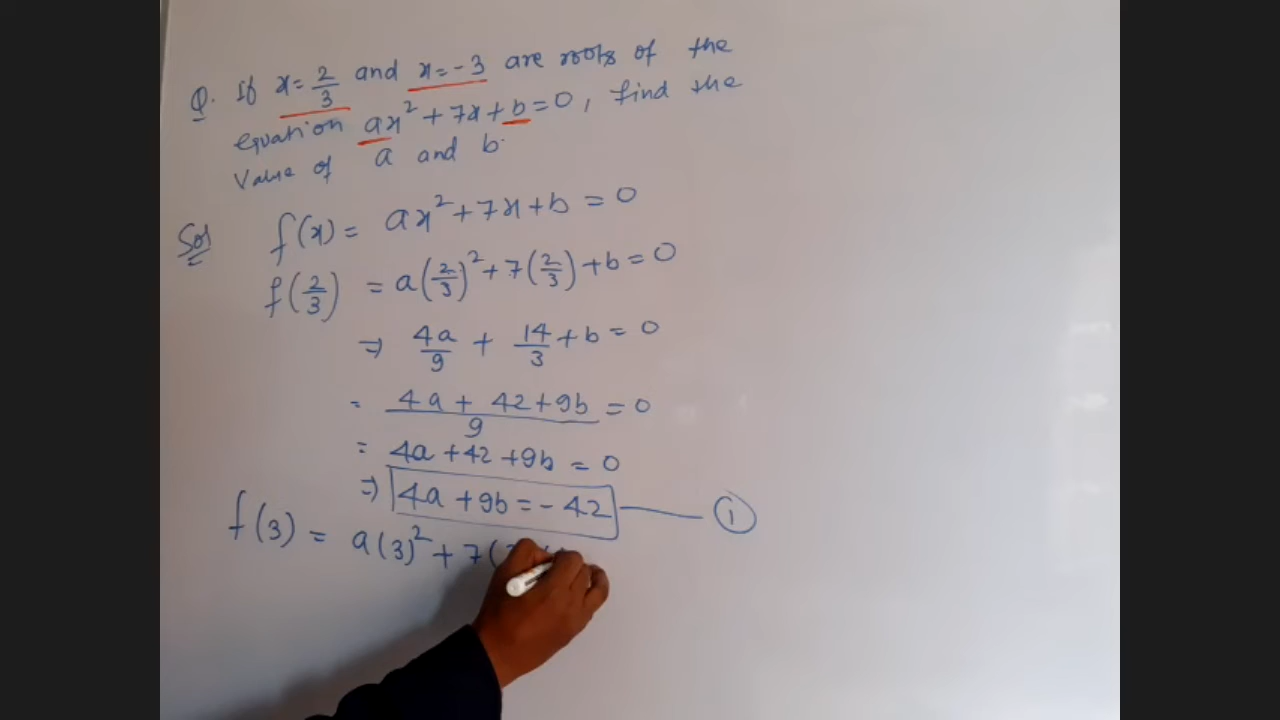 Q. If x = 2/3 and x = -3 are roots of the
equation ax² + 7x + b = 0, find the
value of a and b.
Sol f(x) = ax² + 7x + b = 0
f(2/3) = a(2/3)² + 7(2/3) + b = 0
⇒ 4a/9 + 14/3 + b = 0
= 4a + 42 + 9b / 9 = 0
= 4a + 42 + 9b = 0
⇒ 4a + 9b = -42 — ①
f(3) = a(3)² + 7(